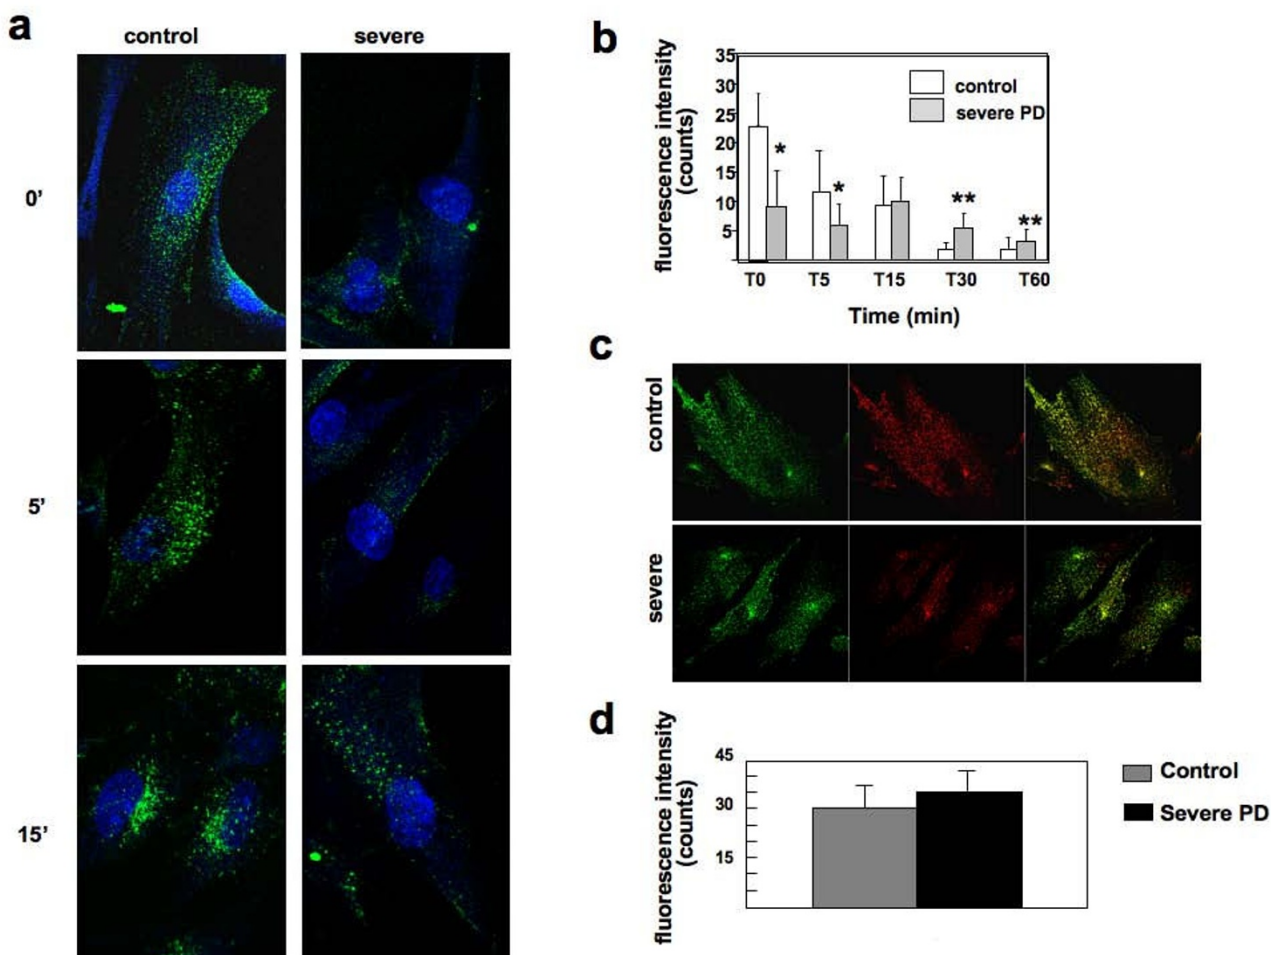 a
control severe
0'
5'
15'
b
fluorescence intensity
(counts)
35
30
25
20
15
10
5
control
severe PD
*
*
**
**
T0 T5 T15 T30 T60
Time (min)
c
control
severe
d
fluorescence intensity
(counts)
45
30
15
Control
Severe PD